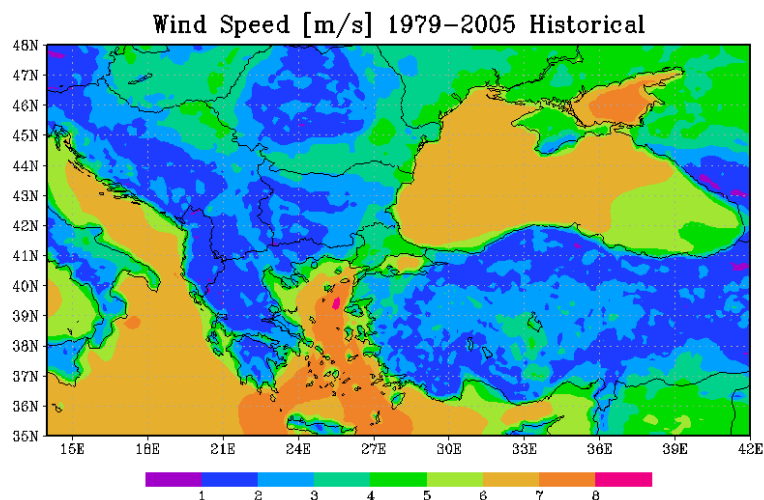 Wind Speed [m/s] 1979-2005 Historical
48N
47N
46N
45N
44N
43N
42N
41N
40N
39N
38N
37N
36N
35N
15E 18E 21E 24E 27E 30E 33E 36E 39E 42E
1 2 3 4 5 6 7 8